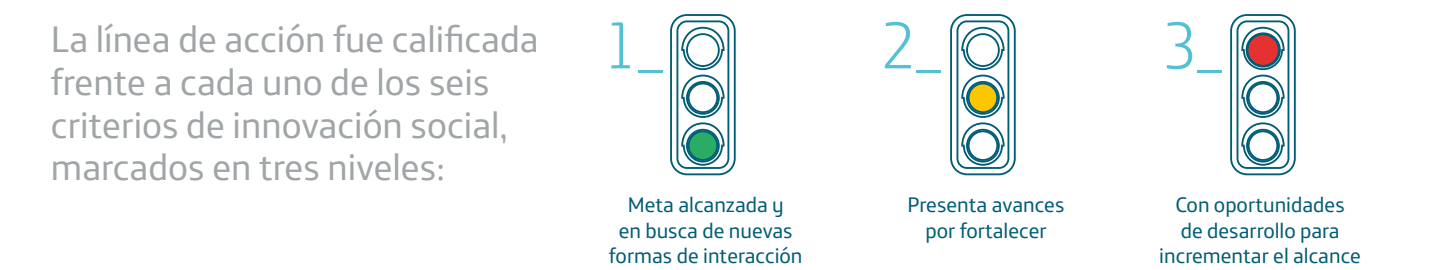 La línea de acción fue calificada
frente a cada uno de los seis
criterios de innovación social,
marcados en tres niveles:
1_
Meta alcanzada y
en busca de nuevas
formas de interacción
2_
Presenta avances
por fortalecer
3_
Con oportunidades
de desarrollo para
incrementar el alcance